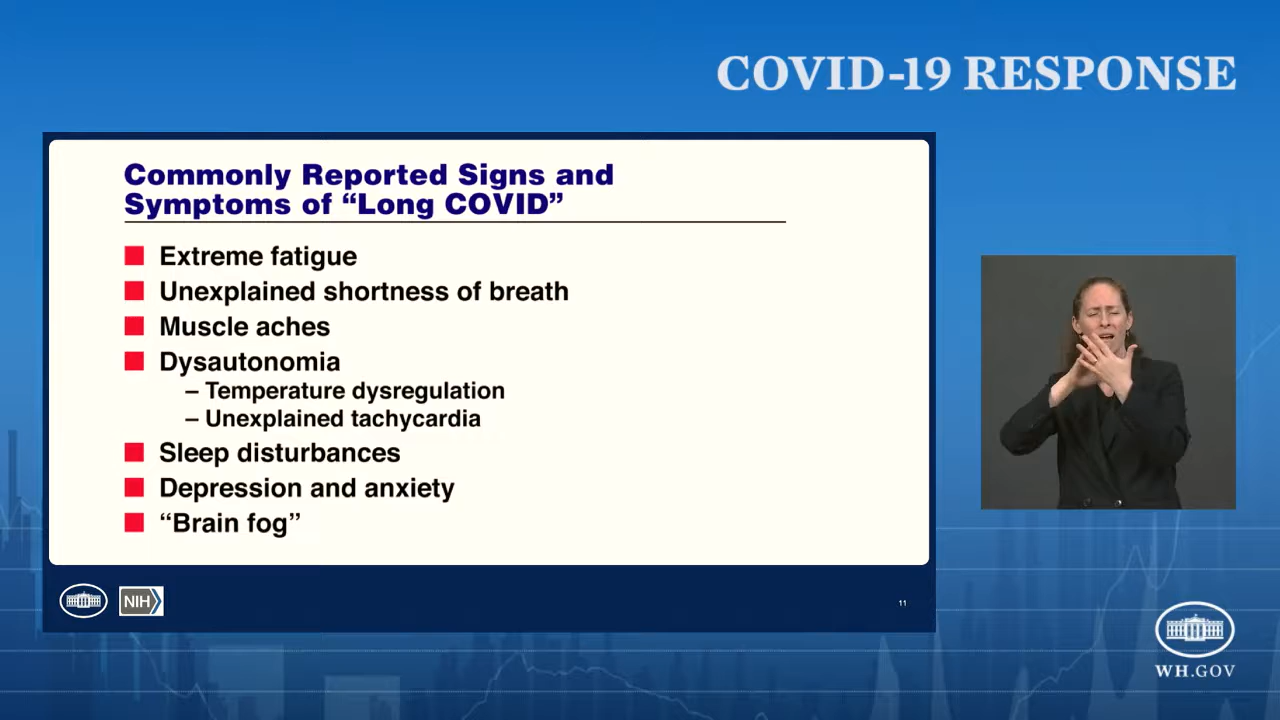 COVID-19 RESPONSE
Commonly Reported Signs and
Symptoms of “Long COVID”
Extreme fatigue
Unexplained shortness of breath
Muscle aches
Dysautonomia
– Temperature dysregulation
– Unexplained tachycardia
Sleep disturbances
Depression and anxiety
“Brain fog”
NIH
11
WH.GOV